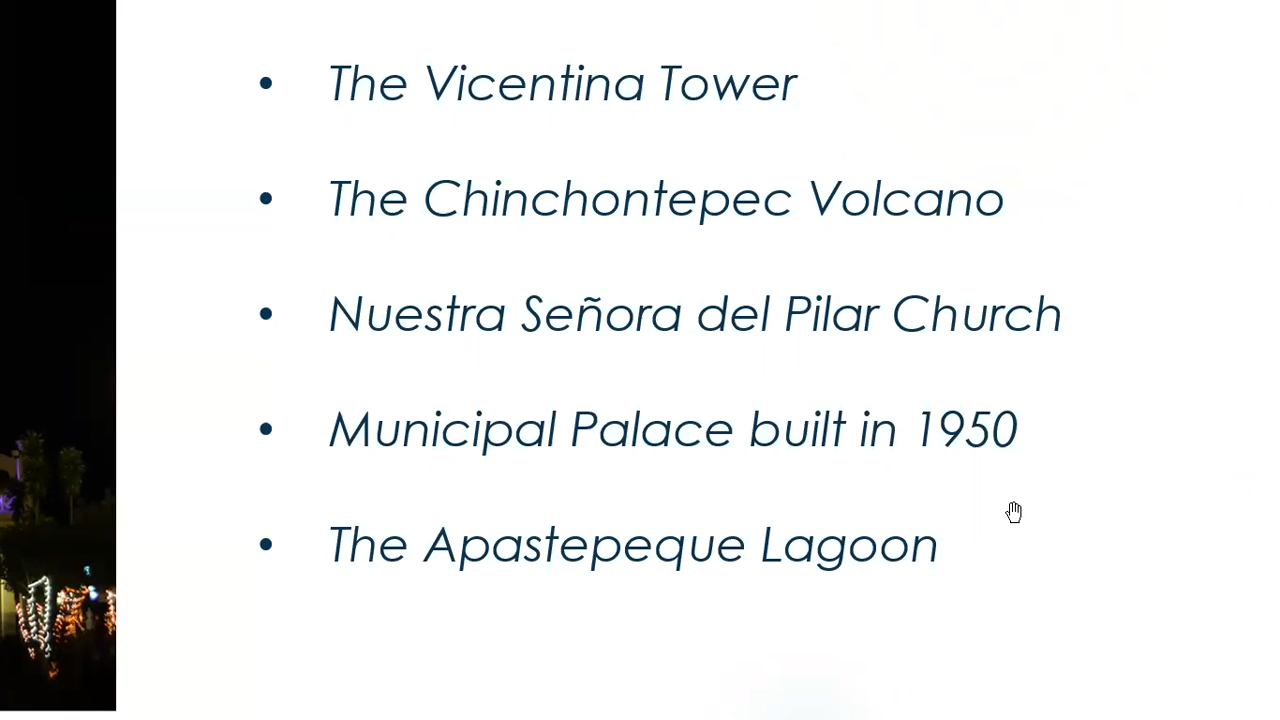 • The Vicentina Tower
• The Chinchontepec Volcano
• Nuestra Señora del Pilar Church
• Municipal Palace built in 1950
• The Apastepeque Lagoon